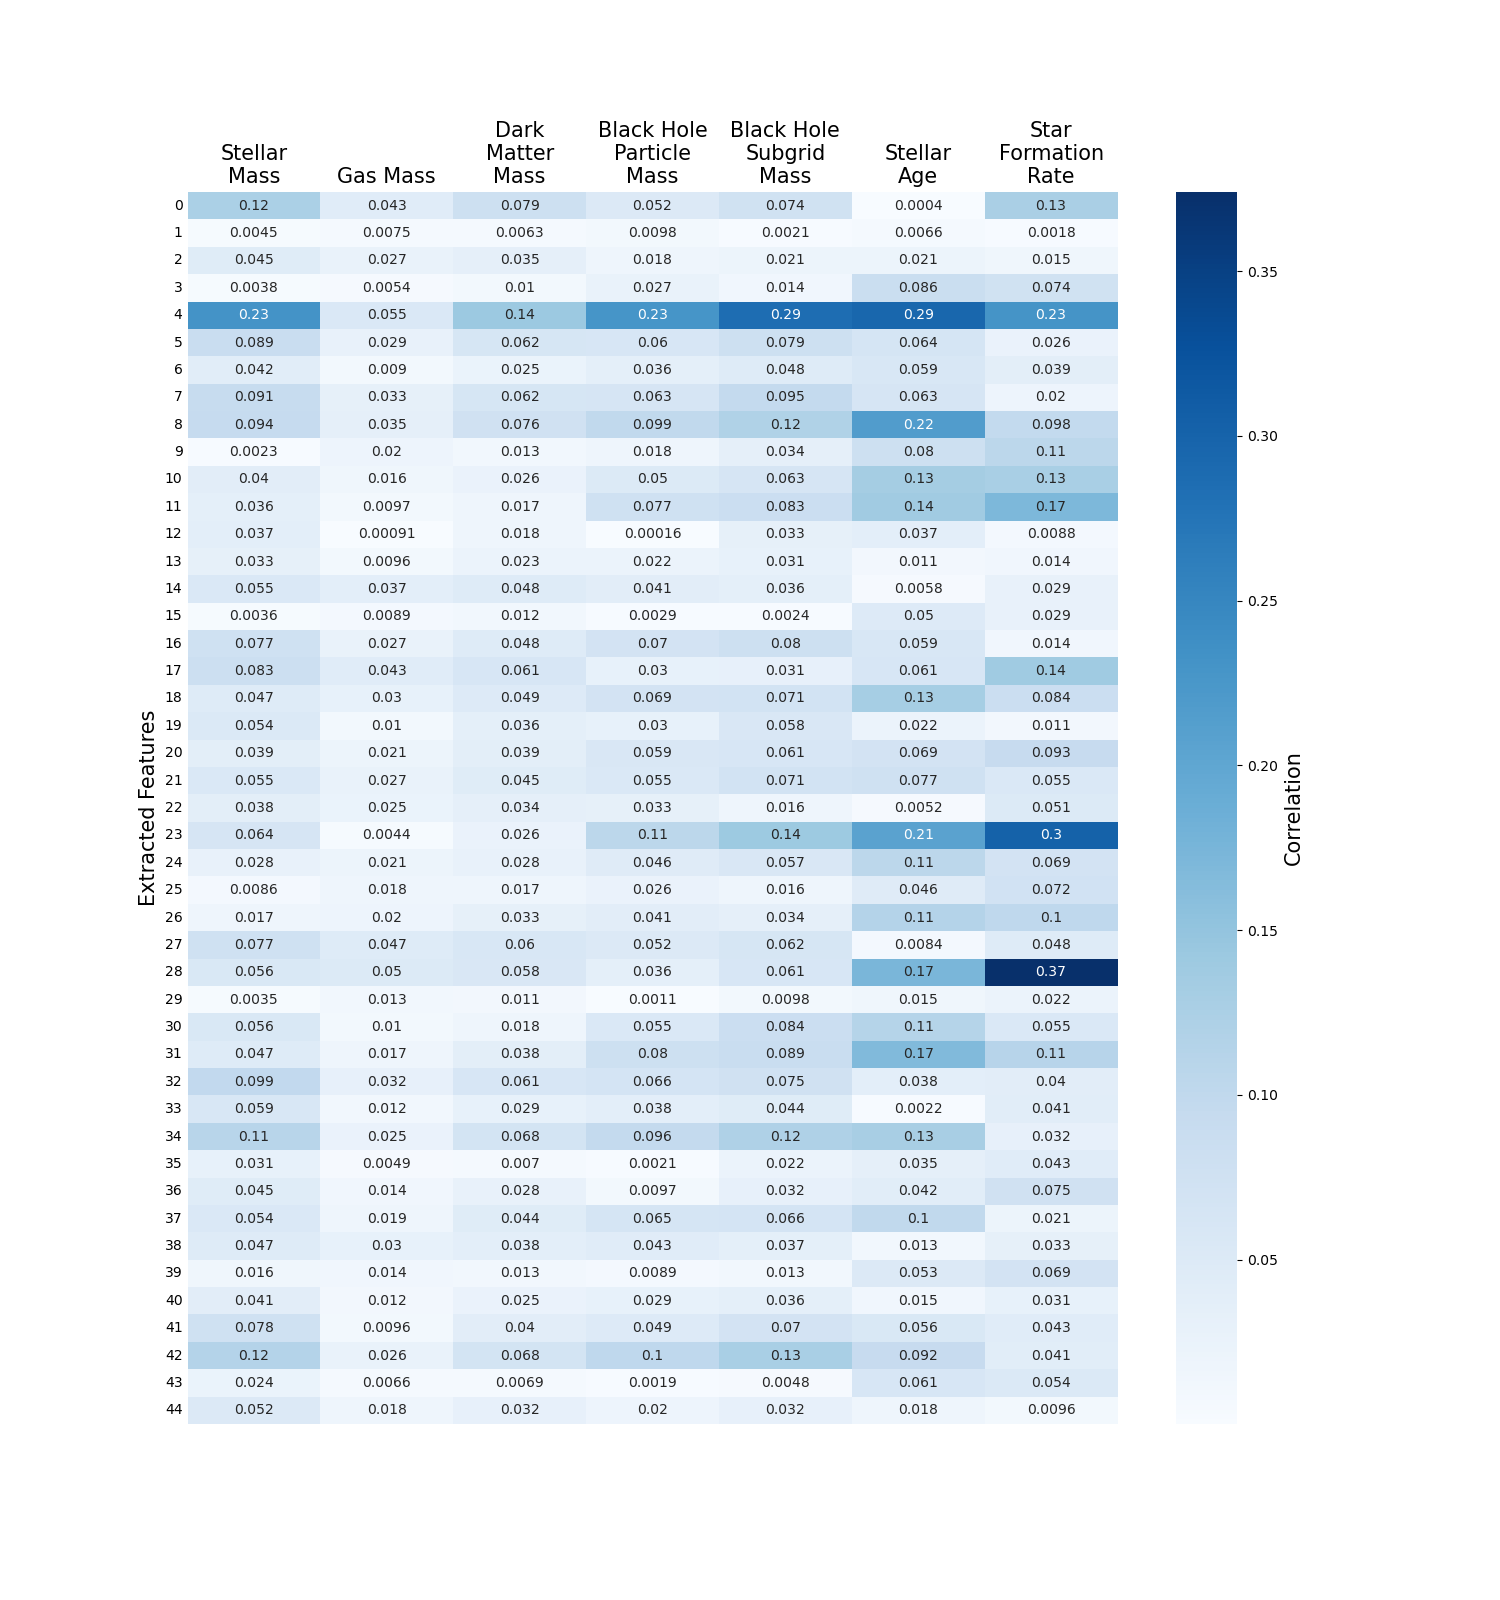 Stellar
Mass
Gas Mass
Dark
Matter
Mass
Black Hole
Particle
Mass
Black Hole
Subgrid
Mass
Stellar
Age
Star
Formation
Rate
0 0.12 0.043 0.079 0.052 0.074 0.0004 0.13
1 0.0045 0.0075 0.0063 0.0098 0.0021 0.0066 0.0018
2 0.045 0.027 0.035 0.018 0.021 0.021 0.015
3 0.0038 0.0054 0.01 0.027 0.014 0.086 0.074
4 0.23 0.055 0.14 0.23 0.29 0.29 0.23
5 0.089 0.029 0.062 0.06 0.079 0.064 0.026
6 0.042 0.009 0.025 0.036 0.048 0.059 0.039
7 0.091 0.033 0.062 0.063 0.095 0.063 0.02
8 0.094 0.035 0.076 0.099 0.12 0.22 0.098
9 0.0023 0.02 0.013 0.018 0.034 0.08 0.11
10 0.04 0.016 0.026 0.05 0.063 0.13 0.13
11 0.036 0.0097 0.017 0.077 0.083 0.14 0.17
12 0.037 0.00091 0.018 0.00016 0.033 0.037 0.0088
13 0.033 0.0096 0.023 0.022 0.031 0.011 0.014
14 0.055 0.037 0.048 0.041 0.036 0.0058 0.029
15 0.0036 0.0089 0.012 0.0029 0.0024 0.05 0.029
16 0.077 0.027 0.048 0.07 0.08 0.059 0.014
17 0.083 0.043 0.061 0.03 0.031 0.061 0.14
18 0.047 0.03 0.049 0.069 0.071 0.13 0.084
19 0.054 0.01 0.036 0.03 0.058 0.022 0.011
20 0.039 0.021 0.039 0.059 0.061 0.069 0.093
21 0.055 0.027 0.045 0.055 0.071 0.077 0.055
22 0.038 0.025 0.034 0.033 0.016 0.0052 0.051
23 0.064 0.0044 0.026 0.11 0.14 0.21 0.3
24 0.028 0.021 0.028 0.046 0.057 0.11 0.069
25 0.0086 0.018 0.017 0.026 0.016 0.046 0.072
26 0.017 0.02 0.033 0.041 0.034 0.11 0.1
27 0.077 0.047 0.06 0.052 0.062 0.0084 0.048
28 0.056 0.05 0.058 0.036 0.061 0.17 0.37
29 0.0035 0.013 0.011 0.0011 0.0098 0.015 0.022
30 0.056 0.01 0.018 0.055 0.084 0.11 0.055
31 0.047 0.017 0.038 0.08 0.089 0.17 0.11
32 0.099 0.032 0.061 0.066 0.075 0.038 0.04
33 0.059 0.012 0.029 0.038 0.044 0.0022 0.041
34 0.11 0.025 0.068 0.096 0.12 0.13 0.032
35 0.031 0.0049 0.007 0.0021 0.022 0.035 0.043
36 0.045 0.014 0.028 0.0097 0.032 0.042 0.075
37 0.054 0.019 0.044 0.065 0.066 0.1 0.021
38 0.047 0.03 0.038 0.043 0.037 0.013 0.033
39 0.016 0.014 0.013 0.0089 0.013 0.053 0.069
40 0.041 0.012 0.025 0.029 0.036 0.015 0.031
41 0.078 0.0096 0.04 0.049 0.07 0.056 0.043
42 0.12 0.026 0.068 0.1 0.13 0.092 0.041
43 0.024 0.0066 0.0069 0.0019 0.0048 0.061 0.054
44 0.052 0.018 0.032 0.02 0.032 0.018 0.0096
Extracted Features
0.35
0.30
0.25
0.20
0.15
0.10
0.05
Correlation